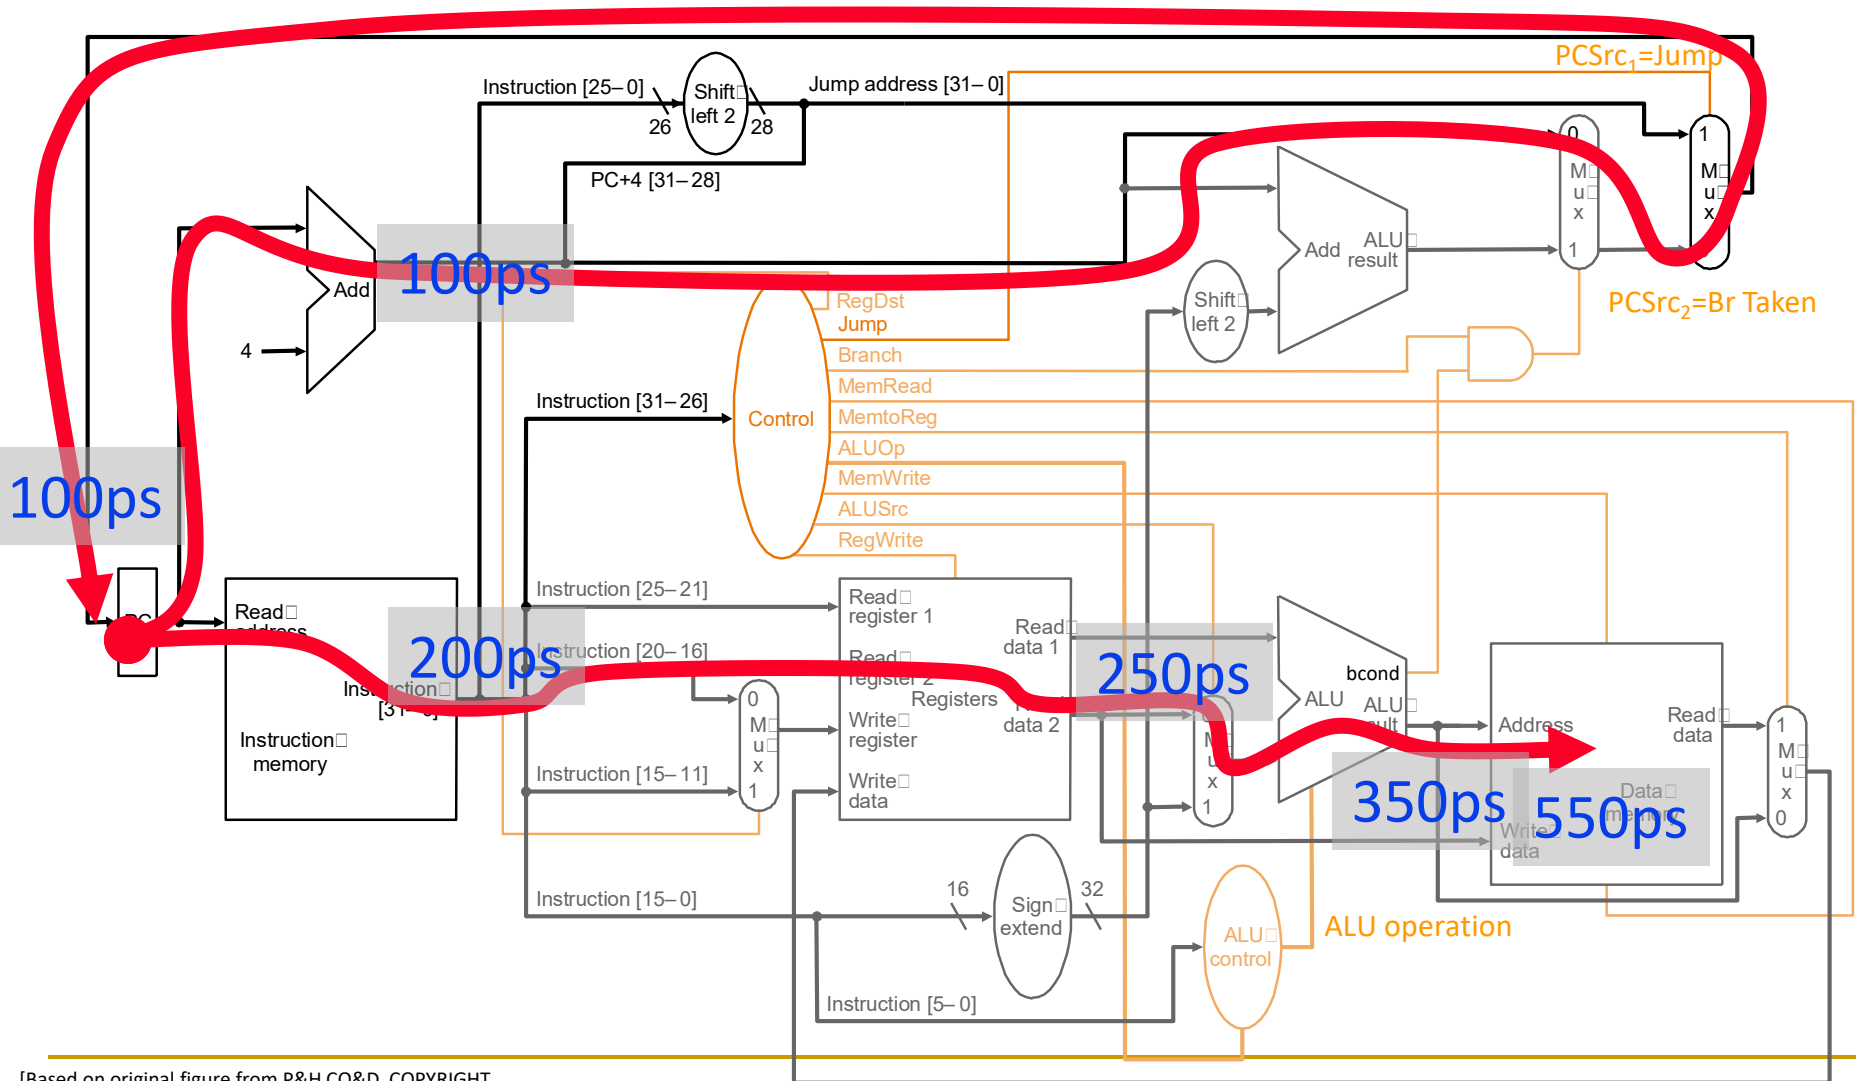 PCSrc1=Jump
Instruction [25–0]
Shift
left 2
Jump address [31–0]
26
28
PC+4 [31–28]
0
M
u
x
1
1
M
u
x
Add
ALU
result
Add
4
100ps
Shift
left 2
PCSrc2=Br Taken
RegDst
Jump
Branch
MemRead
MemtoReg
ALUOp
MemWrite
ALUSrc
RegWrite
Instruction [31–26]
Control
100ps
PC
Read
address
Instruction
Instruction
memory
200ps
Instruction [25–21]
Instruction [20–16]
Instruction [15–11]
0
M
u
x
1
Read
register 1
Read
register 2
Registers
Write
register
Write
data
Read
data 1
data 2
250ps
M
u
x
1
bcond
ALU
ALU
350ps
Address
Read
data
Data
memory
Write
data
550ps
1
M
u
x
0
Instruction [15–0]
16
Sign
extend
32
ALU
control
ALU operation
Instruction [5–0]
[Based on original figure from P&H CO&D, COPYRIGHT